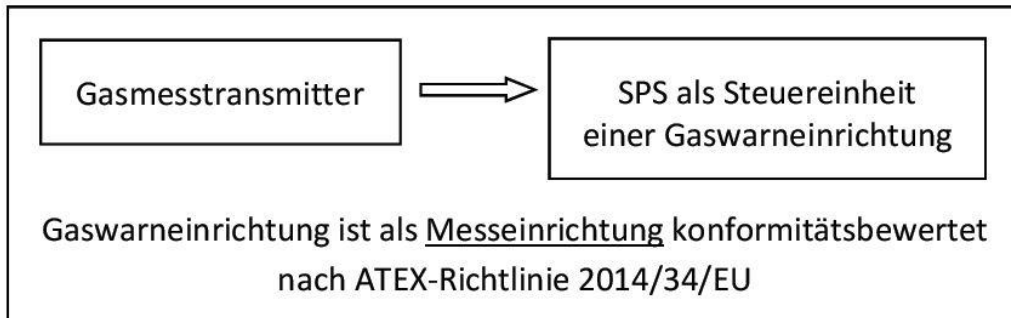 Gasmesstransmitter
SPS als Steuereinheit
einer Gaswarneinrichtung
Gaswarneinrichtung ist als Messeinrichtung konformitätsbewertet
nach ATEX-Richtlinie 2014/34/EU